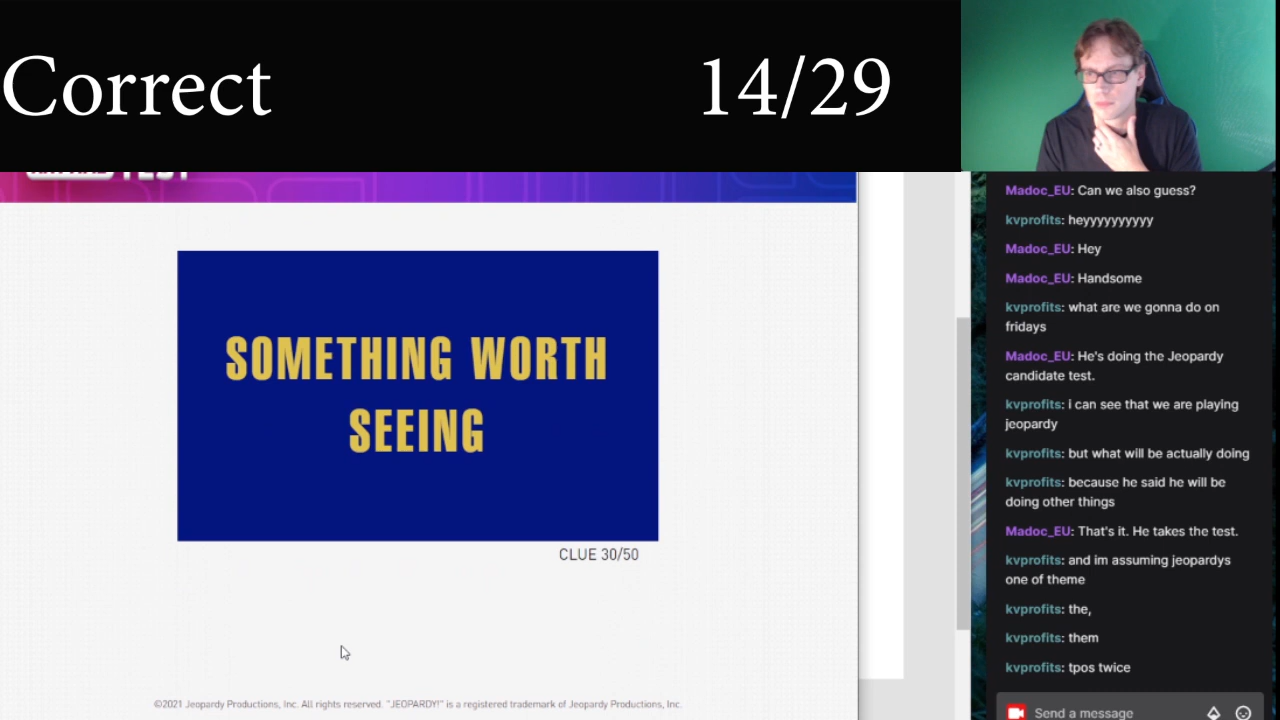 Correct 14/29
TEST
SOMETHING WORTH
SEEING
CLUE 30/50
©2021 Jeopardy Productions, Inc. All rights reserved. "JEOPARDY!" is a registered trademark of Jeopardy Productions, Inc.
Madoc_EU: Can we also guess?
kvprofits: heyyyyyyyyyy
Madoc_EU: Hey
Madoc_EU: Handsome
kvprofits: what are we gonna do on
fridays
Madoc_EU: He's doing the Jeopardy
candidate test.
kvprofits: i can see that we are playing
jeopardy
kvprofits: but what will be actually doing
kvprofits: because he said he will be
doing other things
Madoc_EU: That's it. He takes the test.
kvprofits: and im assuming jeopardys
one of theme
kvprofits: the,
kvprofits: them
kvprofits: tpos twice
Send a message